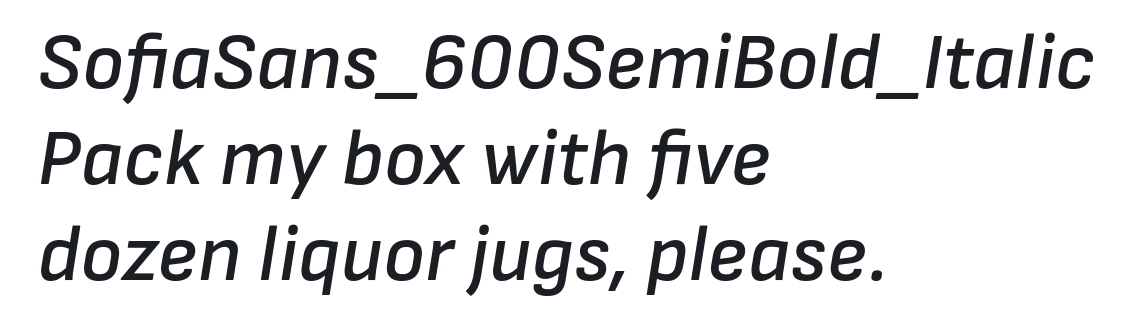 SofiaSans_600SemiBold_Italic
Pack my box with five
dozen liquor jugs, please.